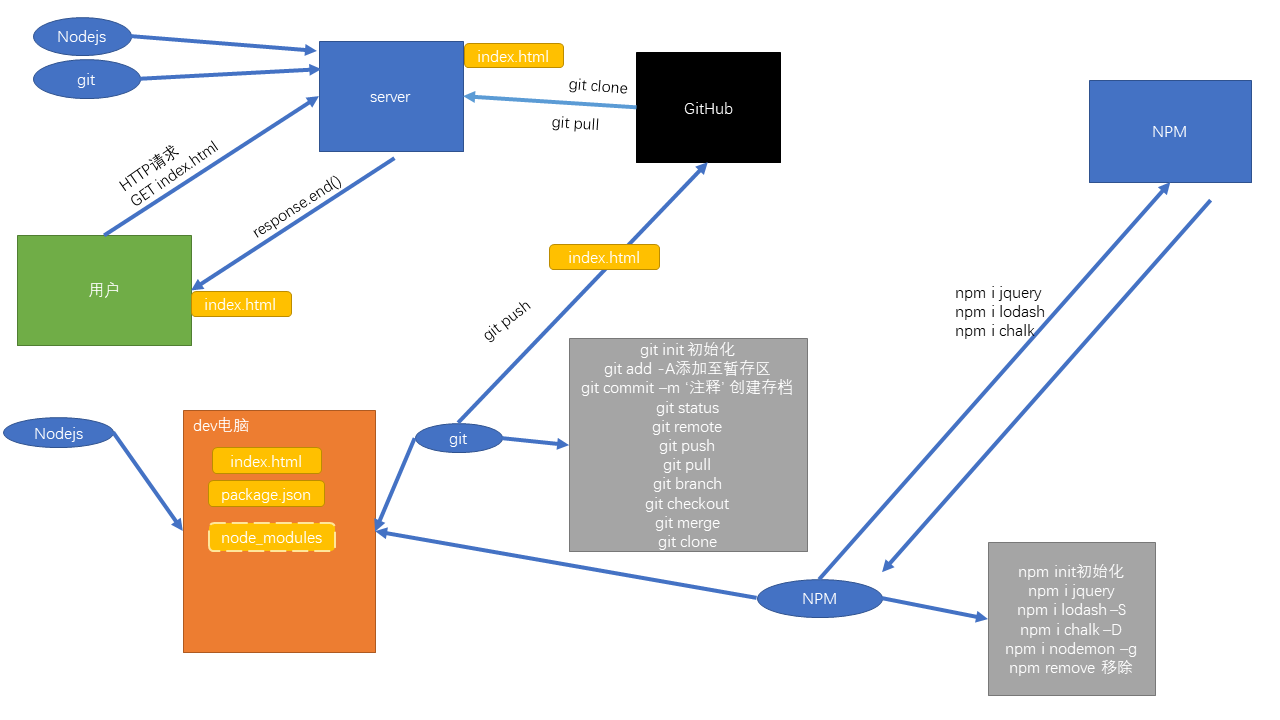 Nodejs
git
server
index.html
git clone
git pull
GitHub
NPM
HTTP请求
GET index.html
response.end()
用户
index.html
index.html
git push
npm i jquery
npm i lodash
npm i chalk
Nodejs
dev电脑
index.html
package.json
node_modules
git
git init 初始化
git add -A添加至暂存区
git commit –m ‘注释’ 创建存档
git status
git remote
git push
git pull
git branch
git checkout
git merge
git clone
NPM
npm init初始化
npm i jquery
npm i lodash –S
npm i chalk –D
npm i nodemon –g
npm remove 移除